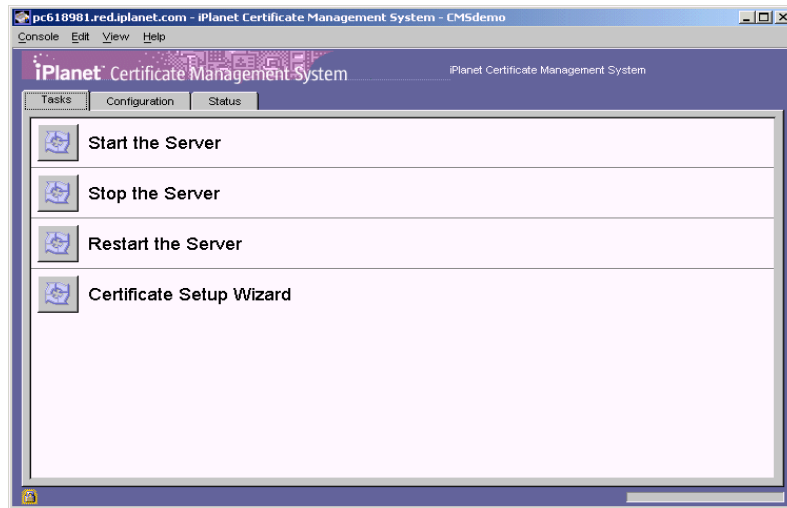 pc618981.red.iplanet.com - iPlanet Certificate Management System - CMSdemo
Console Edit View Help
iPlanet™ Certificate Management System iPlanet Certificate Management System
Tasks Configuration Status
Start the Server
Stop the Server
Restart the Server
Certificate Setup Wizard